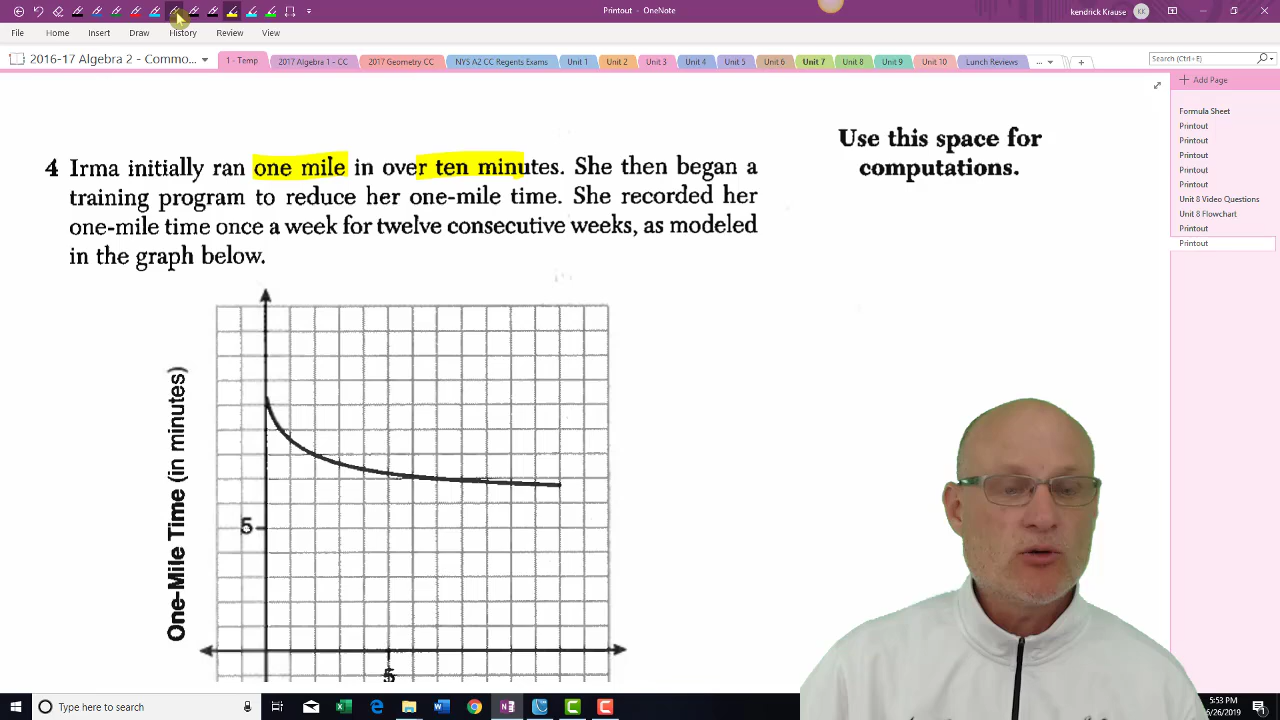 Printout - OneNote
kendrick Krause
KK
File
Home
Insert
Draw
History
Review
View
2016-17 Algebra 2 - Commo...
1 - Temp
2017 Algebra 1 - CC
2017 Geometry CC
NYS A2 CC Regents Exams
Unit 1
Unit 2
Unit 3
Unit 4
Unit 5
Unit 6
Unit 7
Unit 8
Unit 9
Unit 10
Lunch Reviews
...
Search (Ctrl+E)
Add Page
Formula Sheet
Printout
Printout
Printout
Printout
Printout
Unit 8 Video Questions
Unit 8 Flowchart
Printout
Printout
Use this space for
computations.
4 Irma initially ran one mile in over ten minutes. She then began a
training program to reduce her one-mile time. She recorded her
one-mile time once a week for twelve consecutive weeks, as modeled
in the graph below.
One-Mile Time (in minutes)
5
5
Type here to search
5:53 PM
6/26/2019